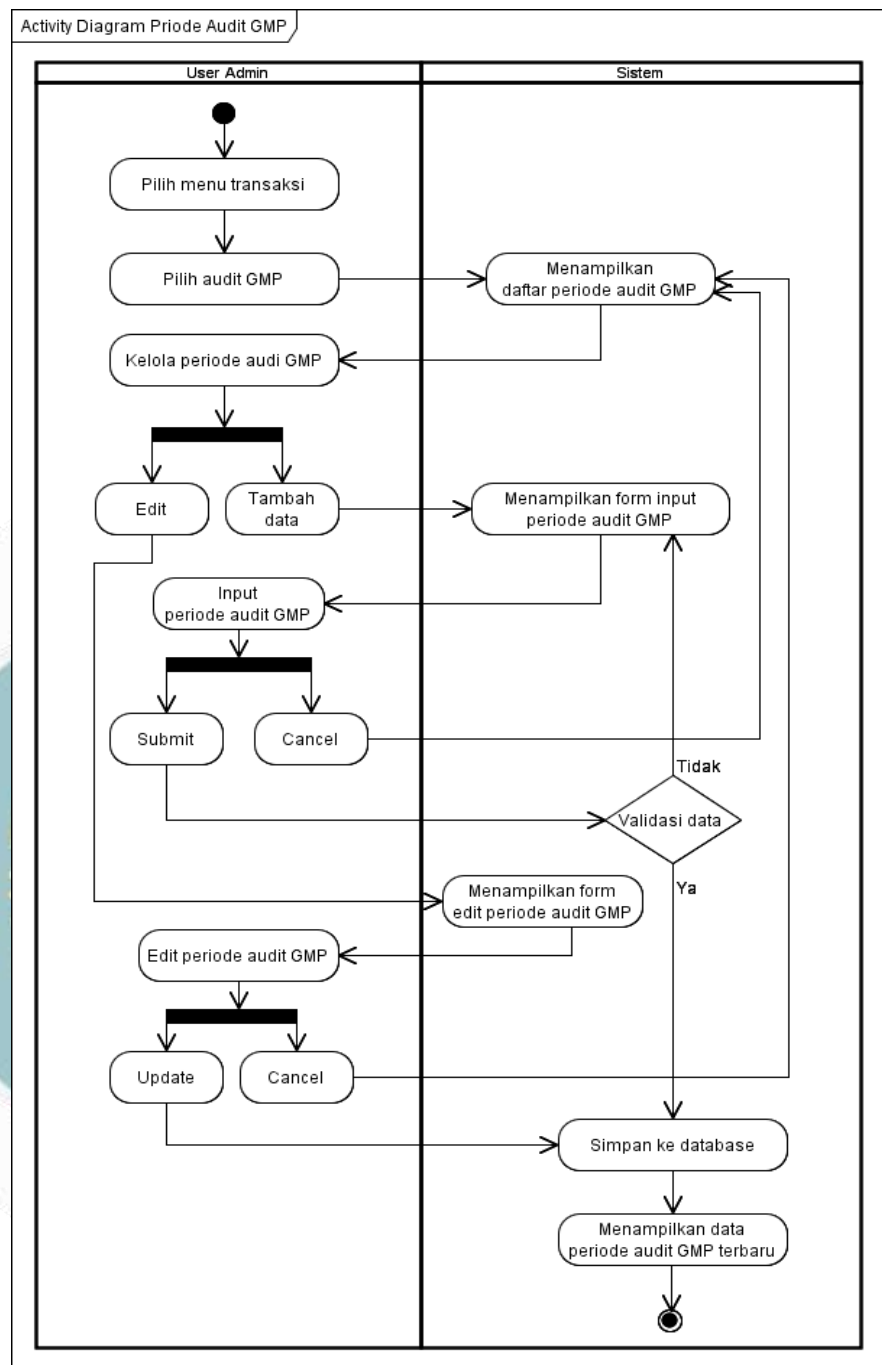 Activity Diagram Priode Audit GMP
User Admin
Sistem
Pilih menu transaksi
Pilih audit GMP
Menampilkan
daftar periode audit GMP
Kelola periode audi GMP
Edit
Tambah
data
Menampilkan form input
periode audit GMP
Input
periode audit GMP
Submit
Cancel
Tidak
Validasi data
Ya
Menampilkan form
edit periode audit GMP
Edit periode audit GMP
Update
Cancel
Simpan ke database
Menampilkan data
periode audit GMP terbaru